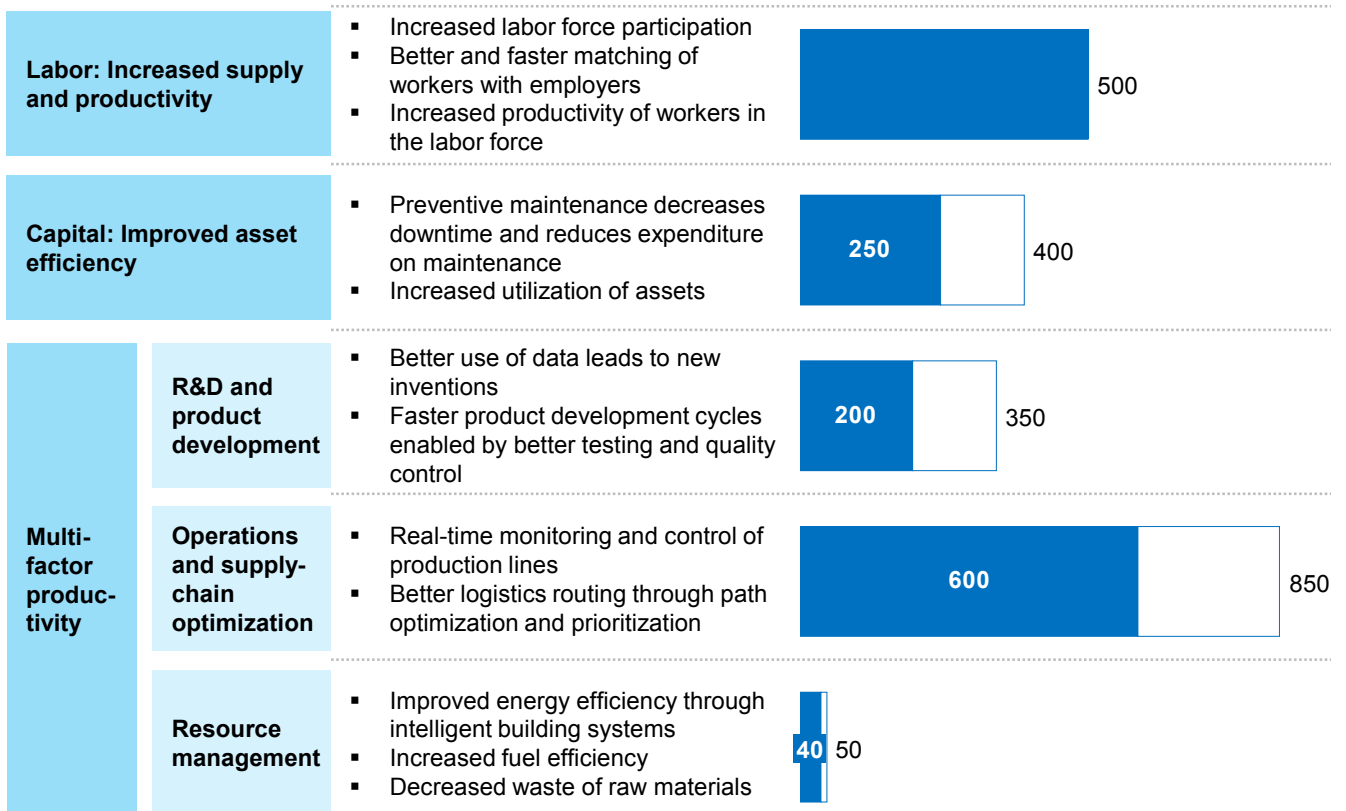 Labor: Increased supply
and productivity
▪ Increased labor force participation
▪ Better and faster matching of
workers with employers
▪ Increased productivity of workers in
the labor force
500
Capital: Improved asset
efficiency
▪ Preventive maintenance decreases
downtime and reduces expenditure
on maintenance
▪ Increased utilization of assets
250
400
Multi-
factor
produc-
tivity
R&D and
product
development
▪ Better use of data leads to new
inventions
▪ Faster product development cycles
enabled by better testing and quality
control
200
350
Operations
and supply-
chain
optimization
▪ Real-time monitoring and control of
production lines
▪ Better logistics routing through path
optimization and prioritization
600
850
Resource
management
▪ Improved energy efficiency through
intelligent building systems
▪ Increased fuel efficiency
▪ Decreased waste of raw materials
40
50